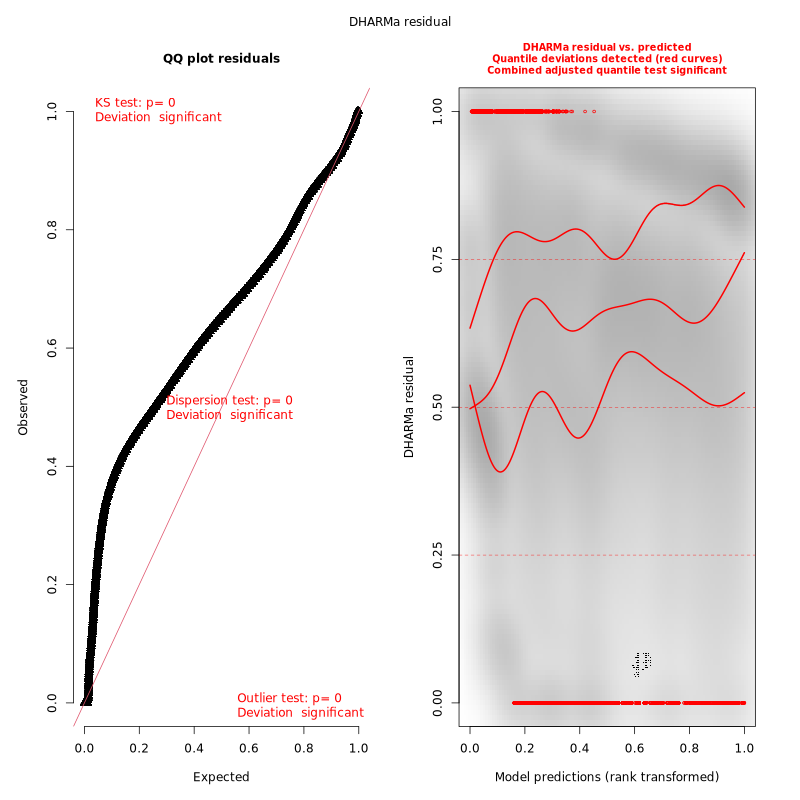 DHARMa residual
QQ plot residuals
KS test: p= 0
Deviation significant
Dispersion test: p= 0
Deviation significant
Outlier test: p= 0
Deviation significant
Observed
0.0
0.2
0.4
0.6
0.8
1.0
0.0
0.2
0.4
0.6
0.8
1.0
Expected
DHARMa residual vs. predicted
Quantile deviations detected (red curves)
Combined adjusted quantile test significant
DHARMa residual
0.00
0.25
0.50
0.75
1.00
0.0
0.2
0.4
0.6
0.8
1.0
Model predictions (rank transformed)